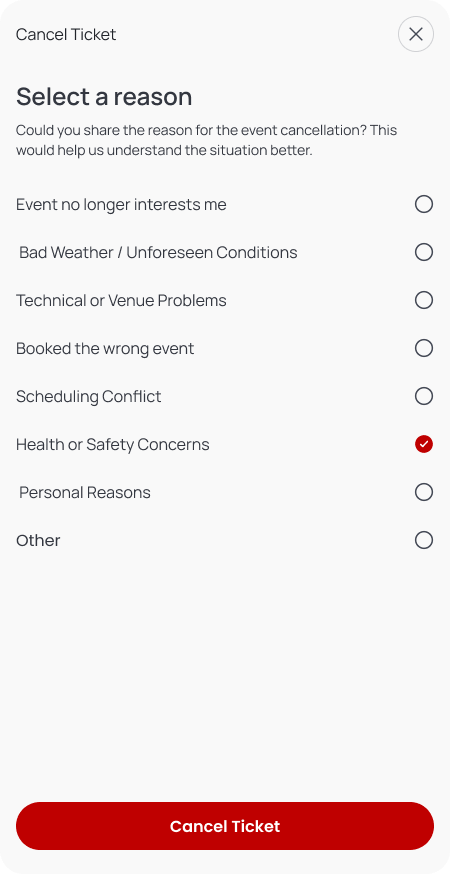 Cancel Ticket
Select a reason
Could you share the reason for the event cancellation? This
would help us understand the situation better.
Event no longer interests me
Bad Weather / Unforeseen Conditions
Technical or Venue Problems
Booked the wrong event
Scheduling Conflict
Health or Safety Concerns
Personal Reasons
Other
Cancel Ticket